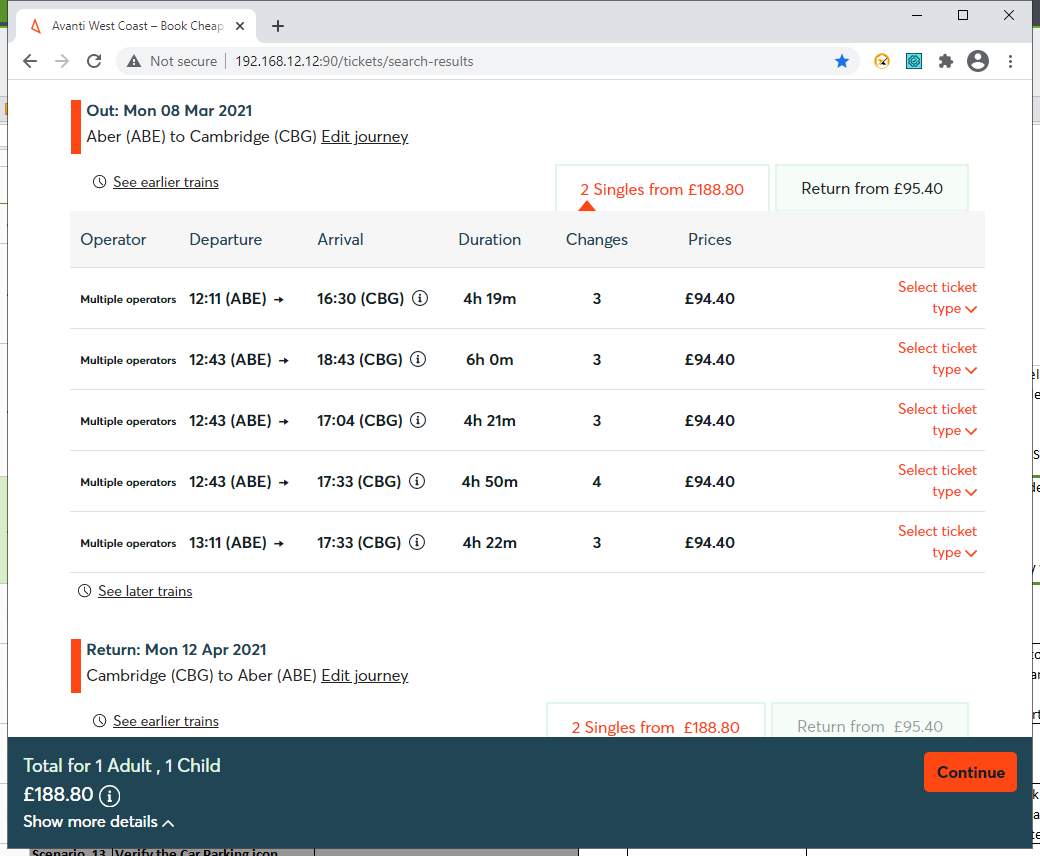 Avanti West Coast – Book Cheap
Not secure 192.168.12.12:90/tickets/search-results
Out: Mon 08 Mar 2021
Aber (ABE) to Cambridge (CBG) Edit journey
See earlier trains
2 Singles from £188.80 Return from £95.40
Operator Departure Arrival Duration Changes Prices
Multiple operators 12:11 (ABE) → 16:30 (CBG) 4h 19m 3 £94.40 Select ticket
type
Multiple operators 12:43 (ABE) → 18:43 (CBG) 6h 0m 3 £94.40 Select ticket
type
Multiple operators 12:43 (ABE) → 17:04 (CBG) 4h 21m 3 £94.40 Select ticket
type
Multiple operators 12:43 (ABE) → 17:33 (CBG) 4h 50m 4 £94.40 Select ticket
type
Multiple operators 13:11 (ABE) → 17:33 (CBG) 4h 22m 3 £94.40 Select ticket
type
See later trains
Return: Mon 12 Apr 2021
Cambridge (CBG) to Aber (ABE) Edit journey
See earlier trains
2 Singles from £188.80 Return from £95.40
Total for 1 Adult , 1 Child
£188.80
Continue
Show more details
Scenario 13 Verify the Car Parking icon